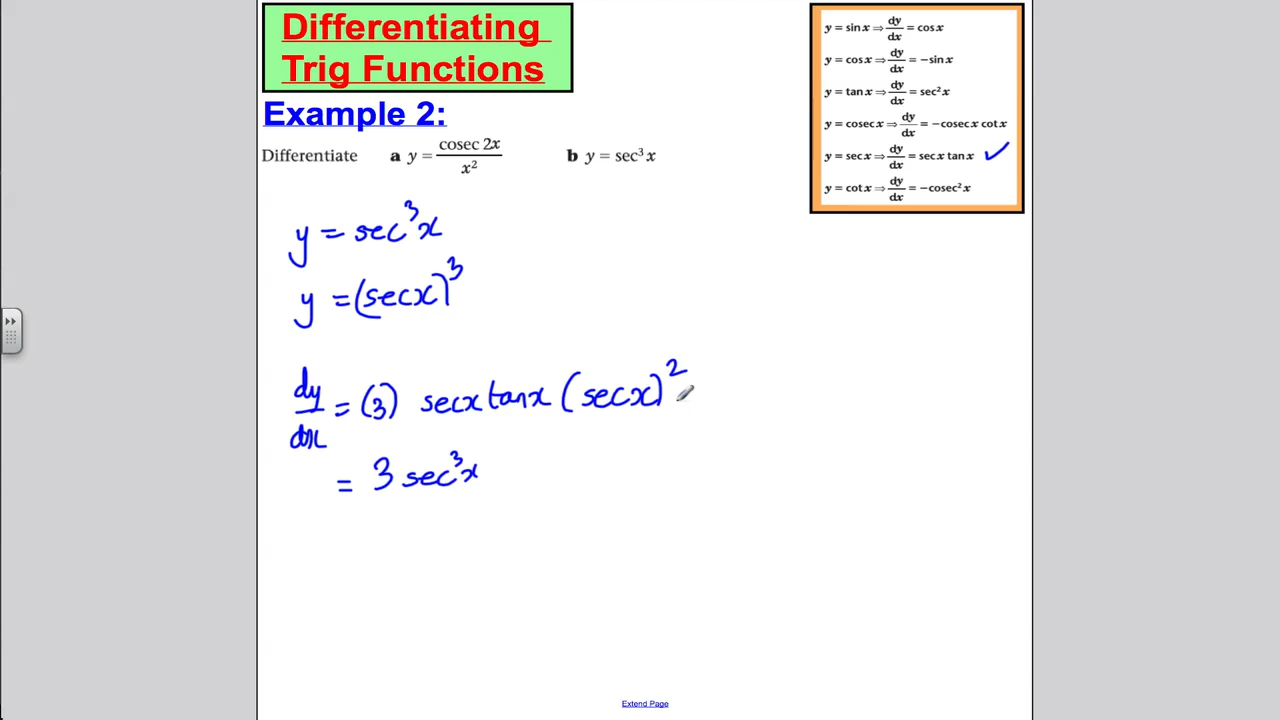 Differentiating
Trig Functions
Example 2:
Differentiate a y = cosec 2x / x² b y = sec³ x
y = sin x ⇒ dy/dx = cos x
y = cos x ⇒ dy/dx = −sin x
y = tan x ⇒ dy/dx = sec² x
y = cosec x ⇒ dy/dx = −cosec x cot x
y = sec x ⇒ dy/dx = sec x tan x ✓
y = cot x ⇒ dy/dx = −cosec² x
y = sec³x
y = (secx)³
dy/dx = (3) secx tanx (secx)²
= 3 sec³x
Extend Page